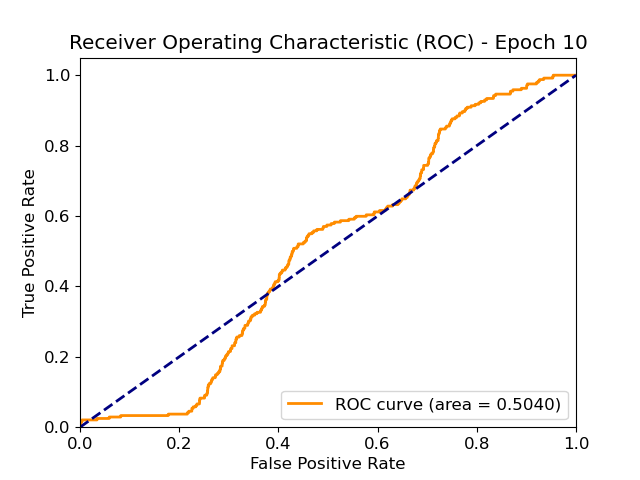 Receiver Operating Characteristic (ROC) - Epoch 10
True Positive Rate
1.0
0.8
0.6
0.4
0.2
0.0
ROC curve (area = 0.5040)
0.0 0.2 0.4 0.6 0.8 1.0
False Positive Rate